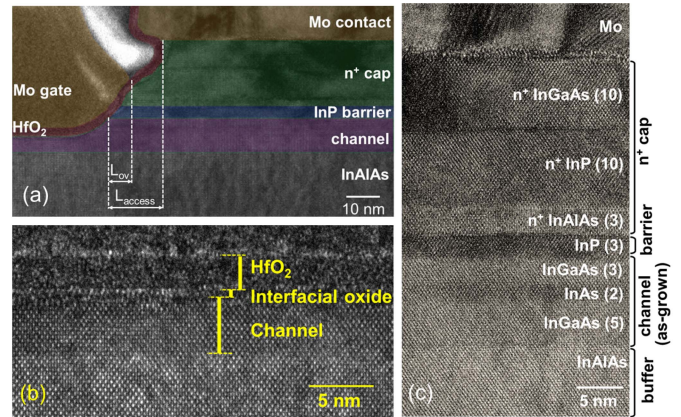 Mo contact
n⁺ cap
Mo gate
InP barrier
HfO₂
channel
InAlAs
L_ov
L_access
(a)
10 nm
HfO₂
Interfacial oxide
Channel
(b)
5 nm
Mo
n⁺ InGaAs (10)
n⁺ InP (10)
n⁺ InAlAs (3)
InP (3)
InGaAs (3)
InAs (2)
InGaAs (5)
InAlAs
5 nm
(c)
n⁺ cap
barrier
channel
(as-grown)
buffer